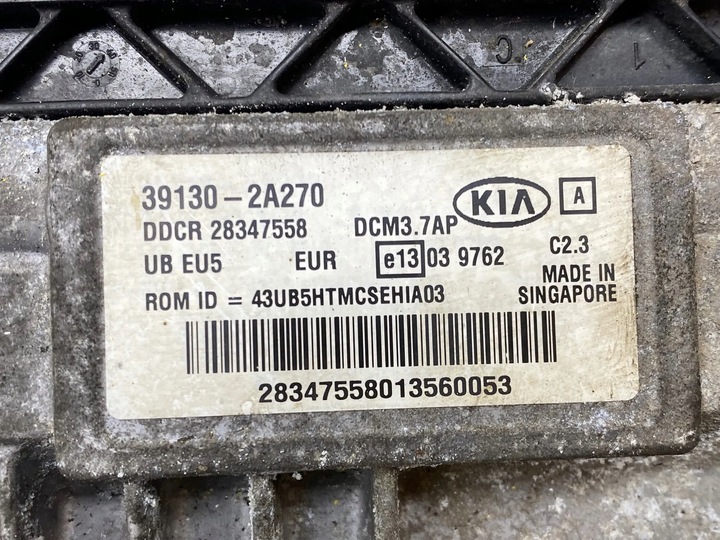 39130 - 2A270 KIA A
DDCR 28347558 DCM3.7AP
UB EU5 EUR e13 03 9762 C2.3
MADE IN
ROM ID = 43UB5HTMCSEHIA03 SINGAPORE
28347558013560053